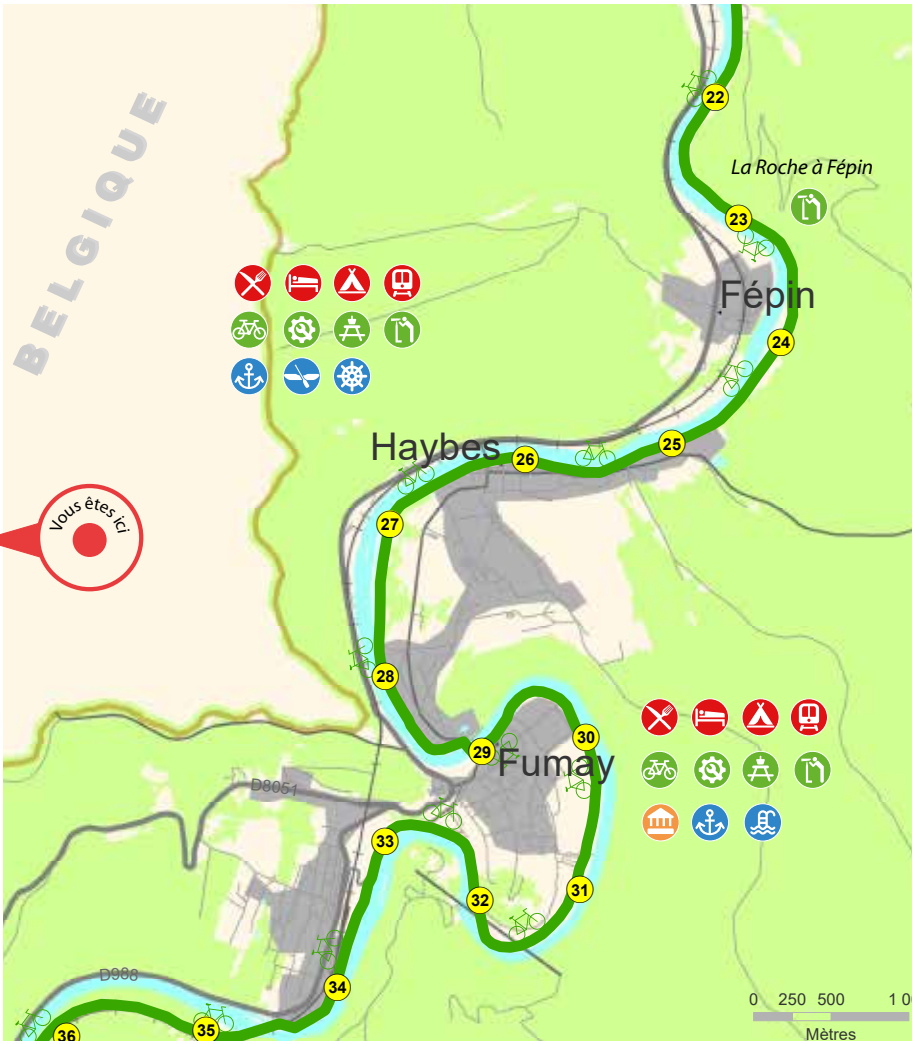 22
BELGIQUE
La Roche à Fépin
23
Fépin
24
Haybes
26
25
Vous êtes ici
27
28
29
30
Fumay
D8051
33
32
31
D988
34
35
36
0 250 500 1 00
Mètres